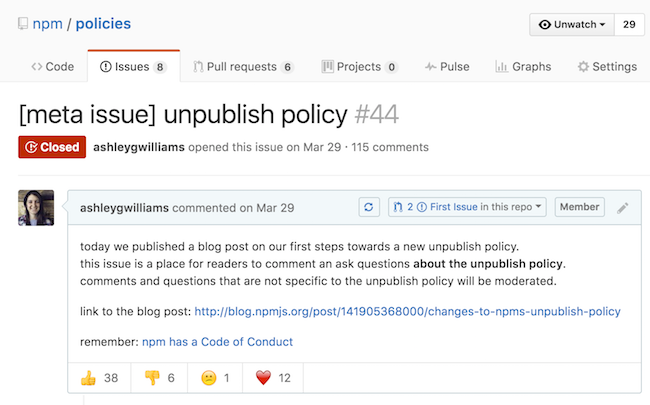 npm / policies
Unwatch 29
Code Issues 8 Pull requests 6 Projects 0 Pulse Graphs Settings
[meta issue] unpublish policy #44
Closed ashleygwilliams opened this issue on Mar 29 · 115 comments
ashleygwilliams commented on Mar 29 2 First Issue in this repo Member
today we published a blog post on our first steps towards a new unpublish policy.
this issue is a place for readers to comment an ask questions about the unpublish policy.
comments and questions that are not specific to the unpublish policy will be moderated.
link to the blog post: http://blog.npmjs.org/post/141905368000/changes-to-npms-unpublish-policy
remember: npm has a Code of Conduct
38 6 1 12